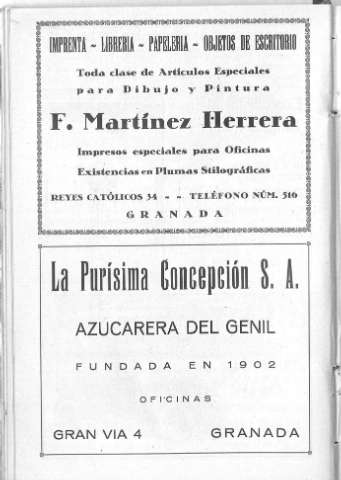 IMPRENTA ~ LIBRERIA ~ PAPELERIA ~ OBJETOS DE ESCRITORIO
Toda clase de Artículos Especiales
para Dibujo y Pintura
F. Martínez Herrera
Impresos especiales para Oficinas
Existencias en Plumas Stilográficas
REYES CATÓLICOS 34 - - TELÉFONO NÚM. 516
GRANADA
La Purísima Concepción S. A.
AZUCARERA DEL GENIL
FUNDADA EN 1902
OFICINAS
GRAN VIA 4 GRANADA